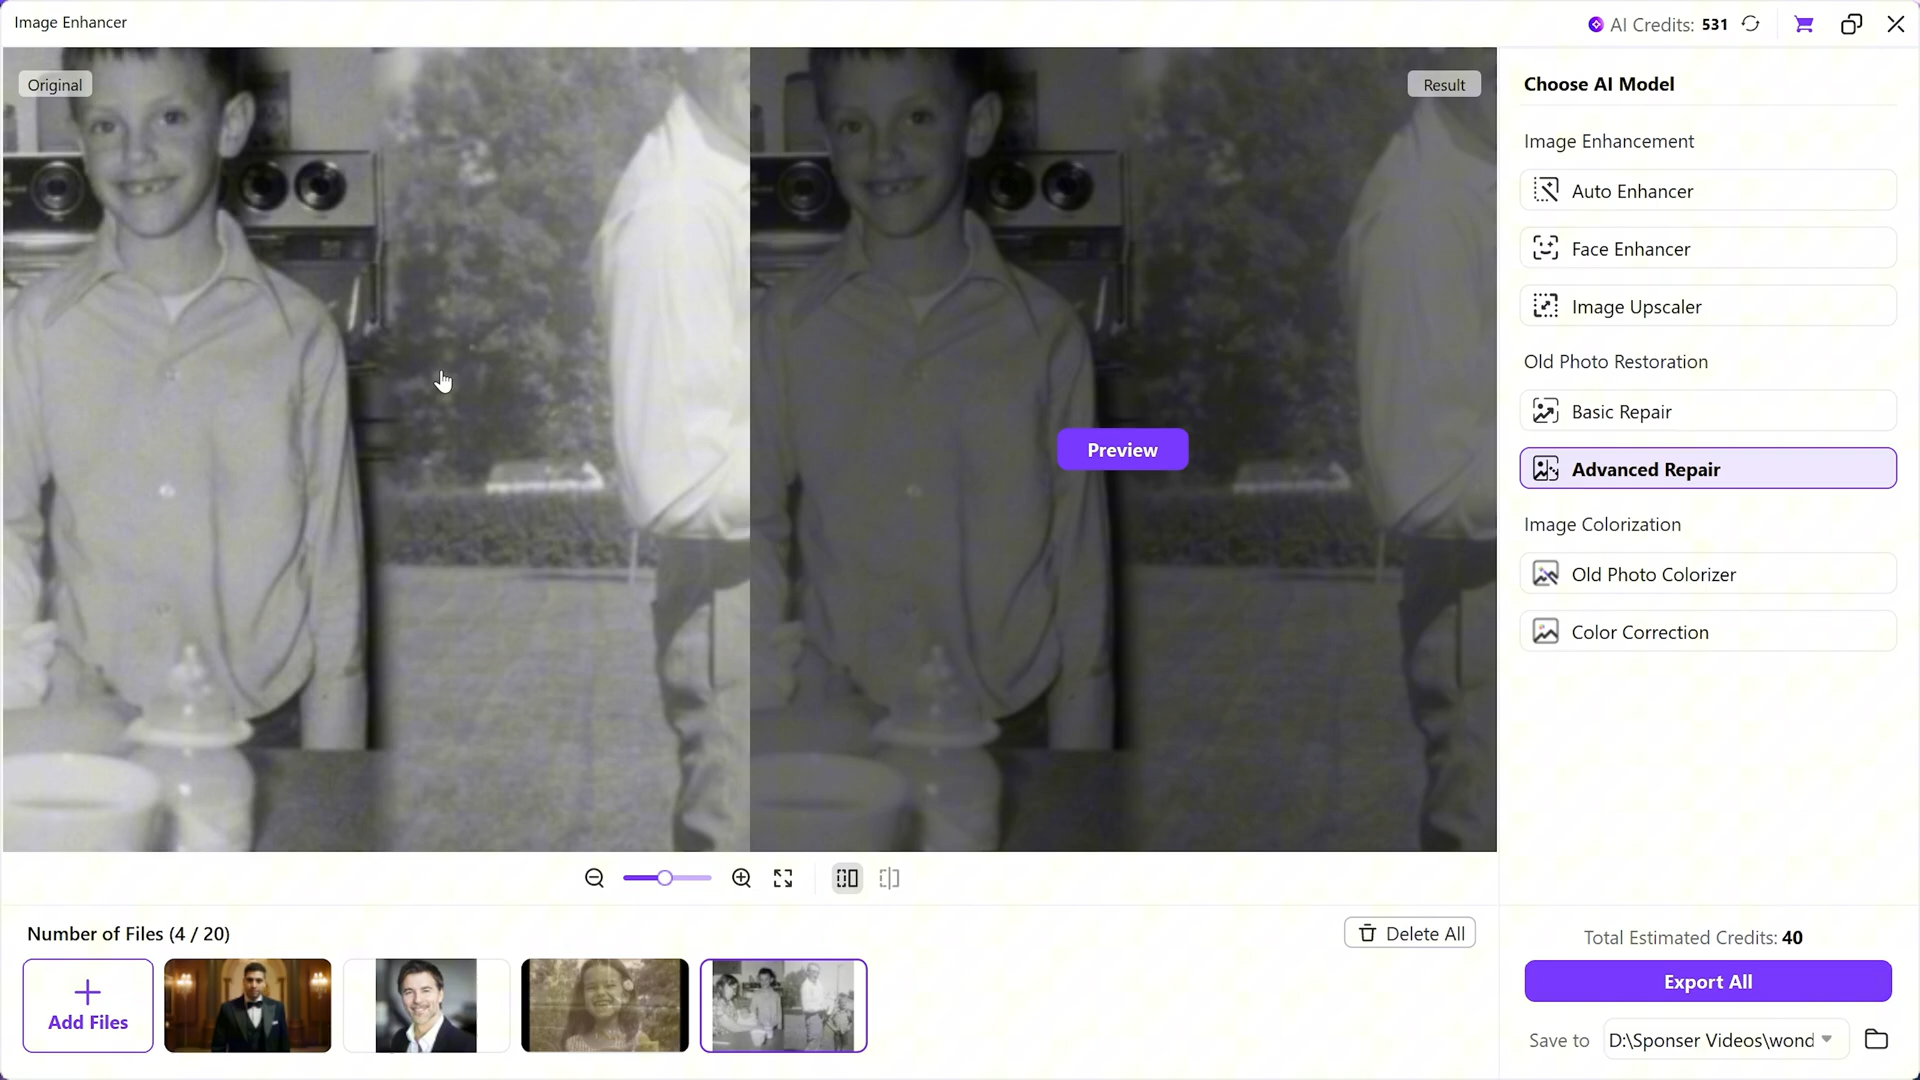 Image Enhancer
AI Credits: 531
Original
Result
Preview
Choose AI Model
Image Enhancement
Auto Enhancer
Face Enhancer
Image Upscaler
Old Photo Restoration
Basic Repair
Advanced Repair
Image Colorization
Old Photo Colorizer
Color Correction
Number of Files (4 / 20)
Delete All
Add Files
Total Estimated Credits: 40
Export All
Save to D:\Sponser Videos\wond